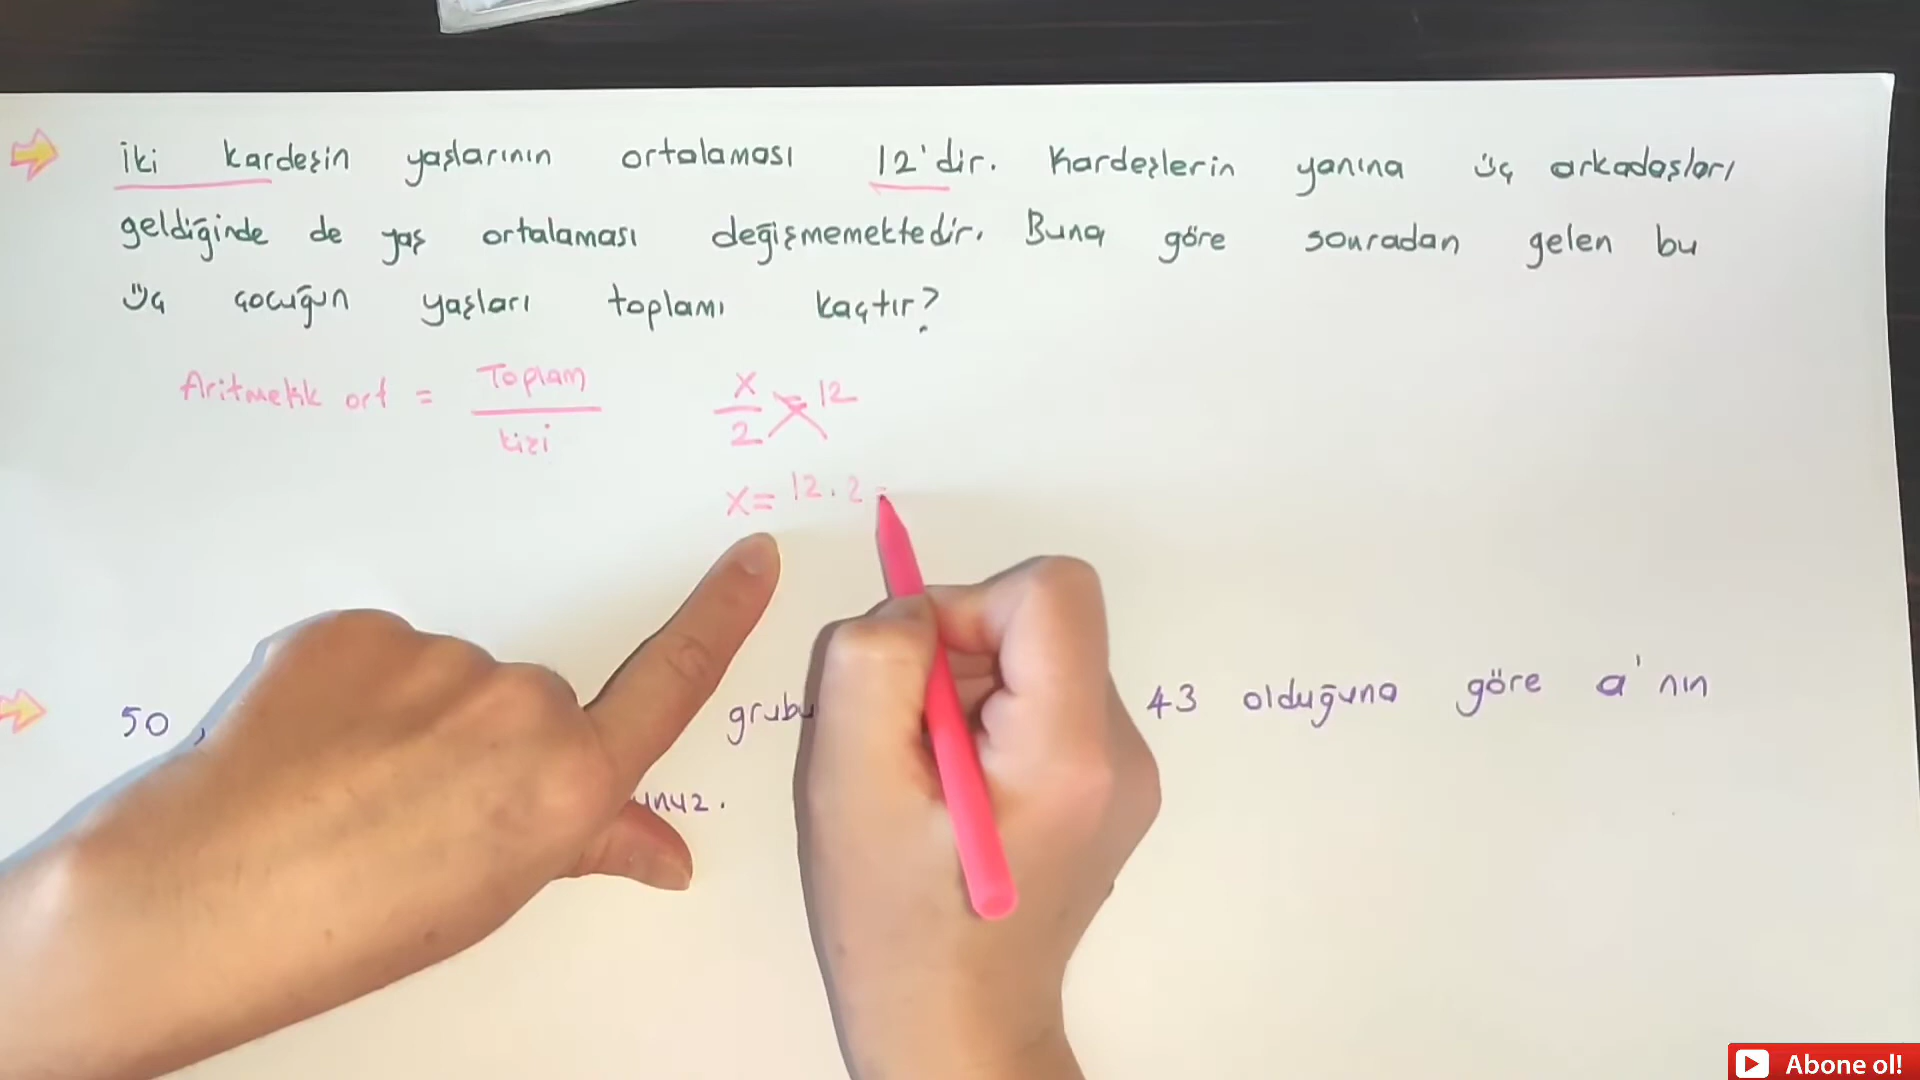 İki kardeşin yaşlarının ortalaması 12'dir. Kardeşlerin yanına üç arkadaşları
geldiğinde de yaş ortalaması değişmemektedir. Buna göre sonradan gelen bu
üç çocuğun yaşları toplamı kaçtır?
Aritmetik ort = Toplam
kişi
x
2
= 12
x = 12.2 =
50 , grubu 43 olduğuna göre a'nın
Abone ol!